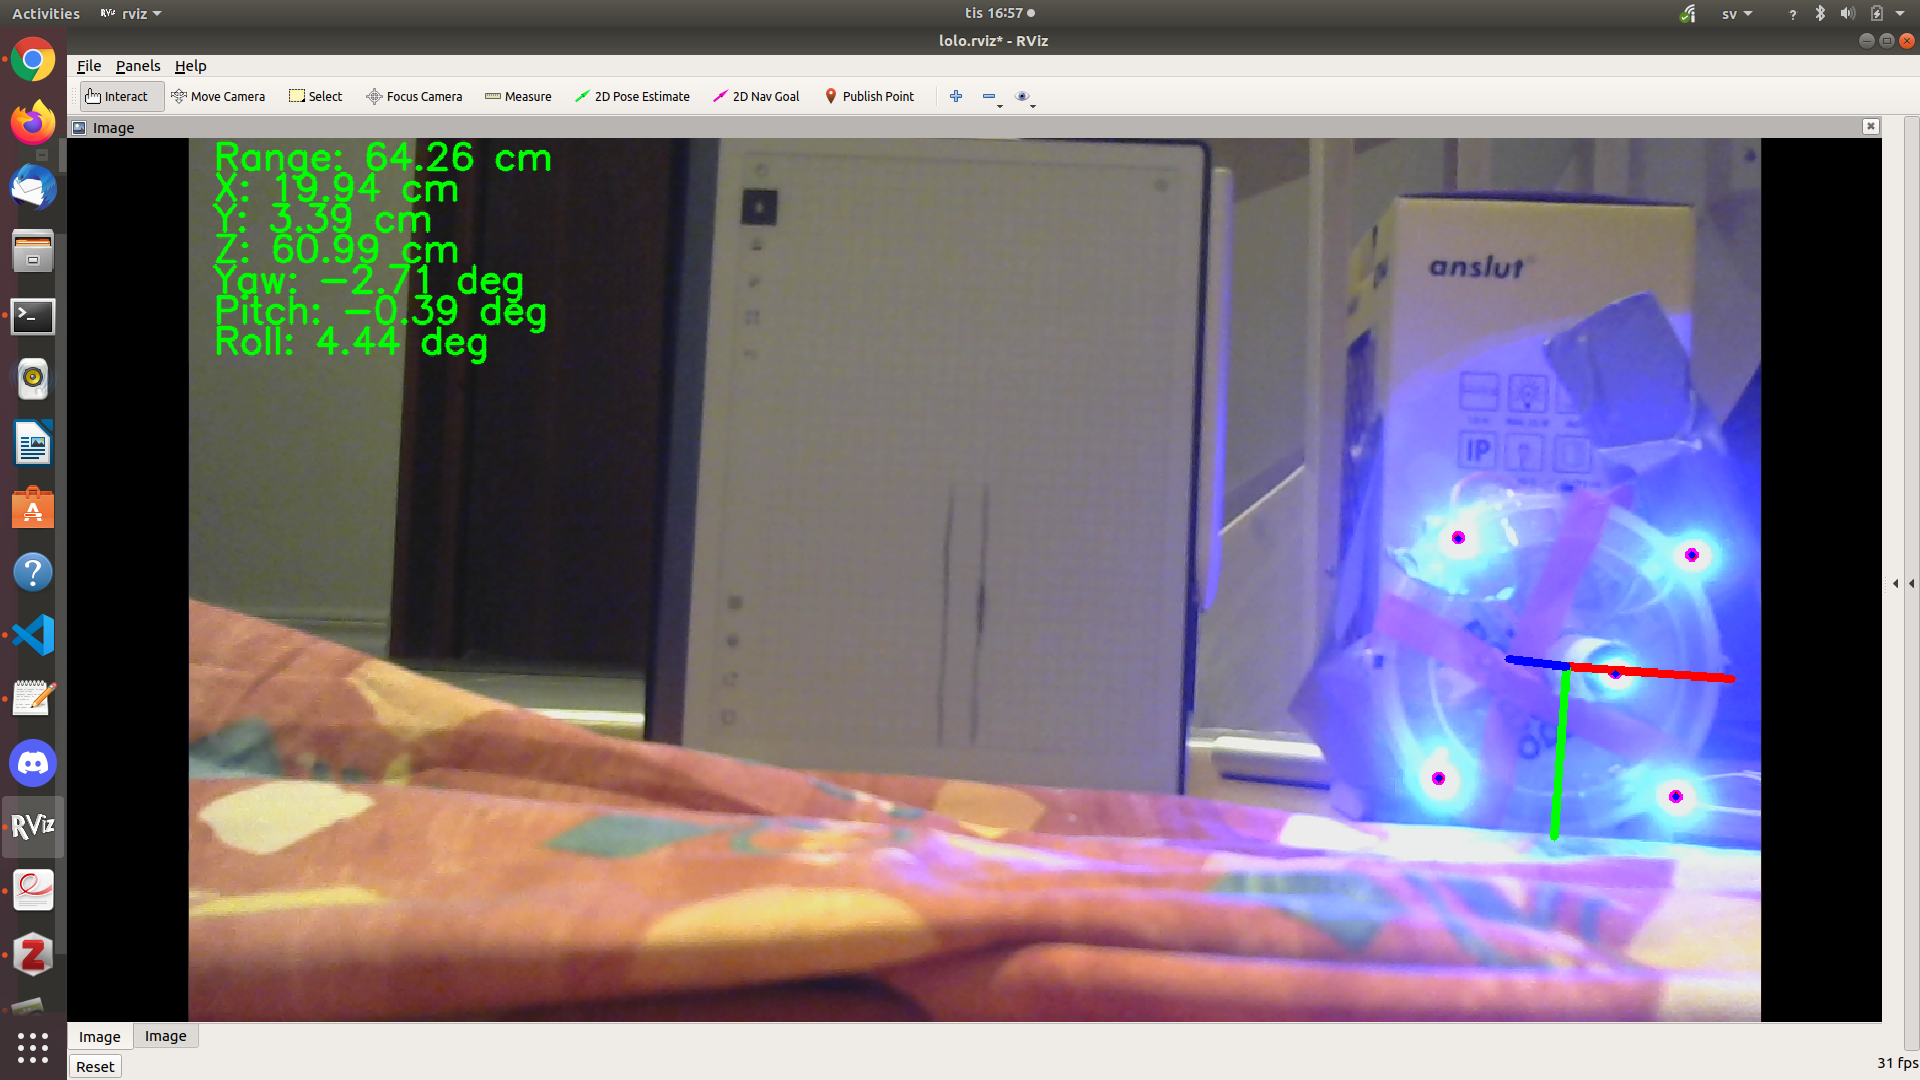 Activities
rviz
tis 16:57
sv
lolo.rviz* - RViz
File Panels Help
Interact Move Camera Select Focus Camera Measure 2D Pose Estimate 2D Nav Goal Publish Point
Image
Range: 64.26 cm
X: 19.94 cm
Y: 3.39 cm
Z: 60.99 cm
Yaw: -2.71 deg
Pitch: -0.39 deg
Roll: 4.44 deg
anslut
IP
RViz
Image Image
Reset
31 fps